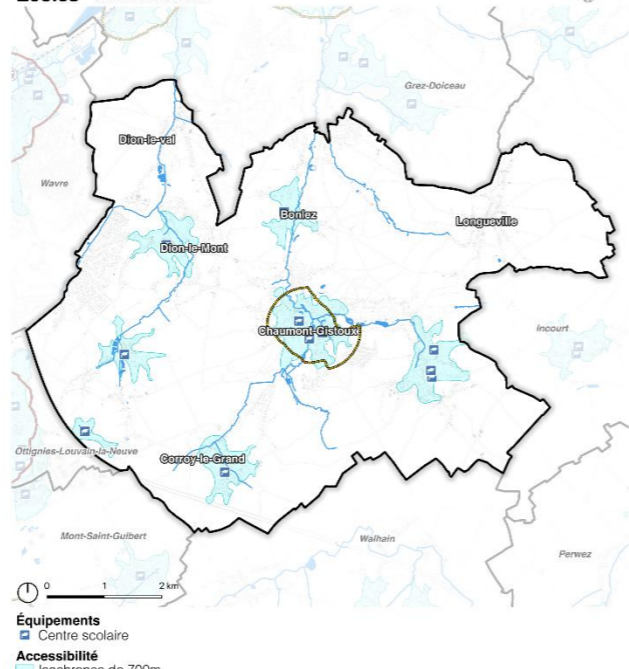 Écoles
Grez-Doiceau
Dion-le-val
Wavre
Bonlez
Longueville
Dion-le-Mont
Chaumont-Gistoux
Incourt
Ottignies-Louvain-la-Neuve
Corroy-le-Grand
Mont-Saint-Guibert
Walhain
Perwez
0 1 2 km
Équipements
Centre scolaire
Accessibilité
Isochrones de 700m